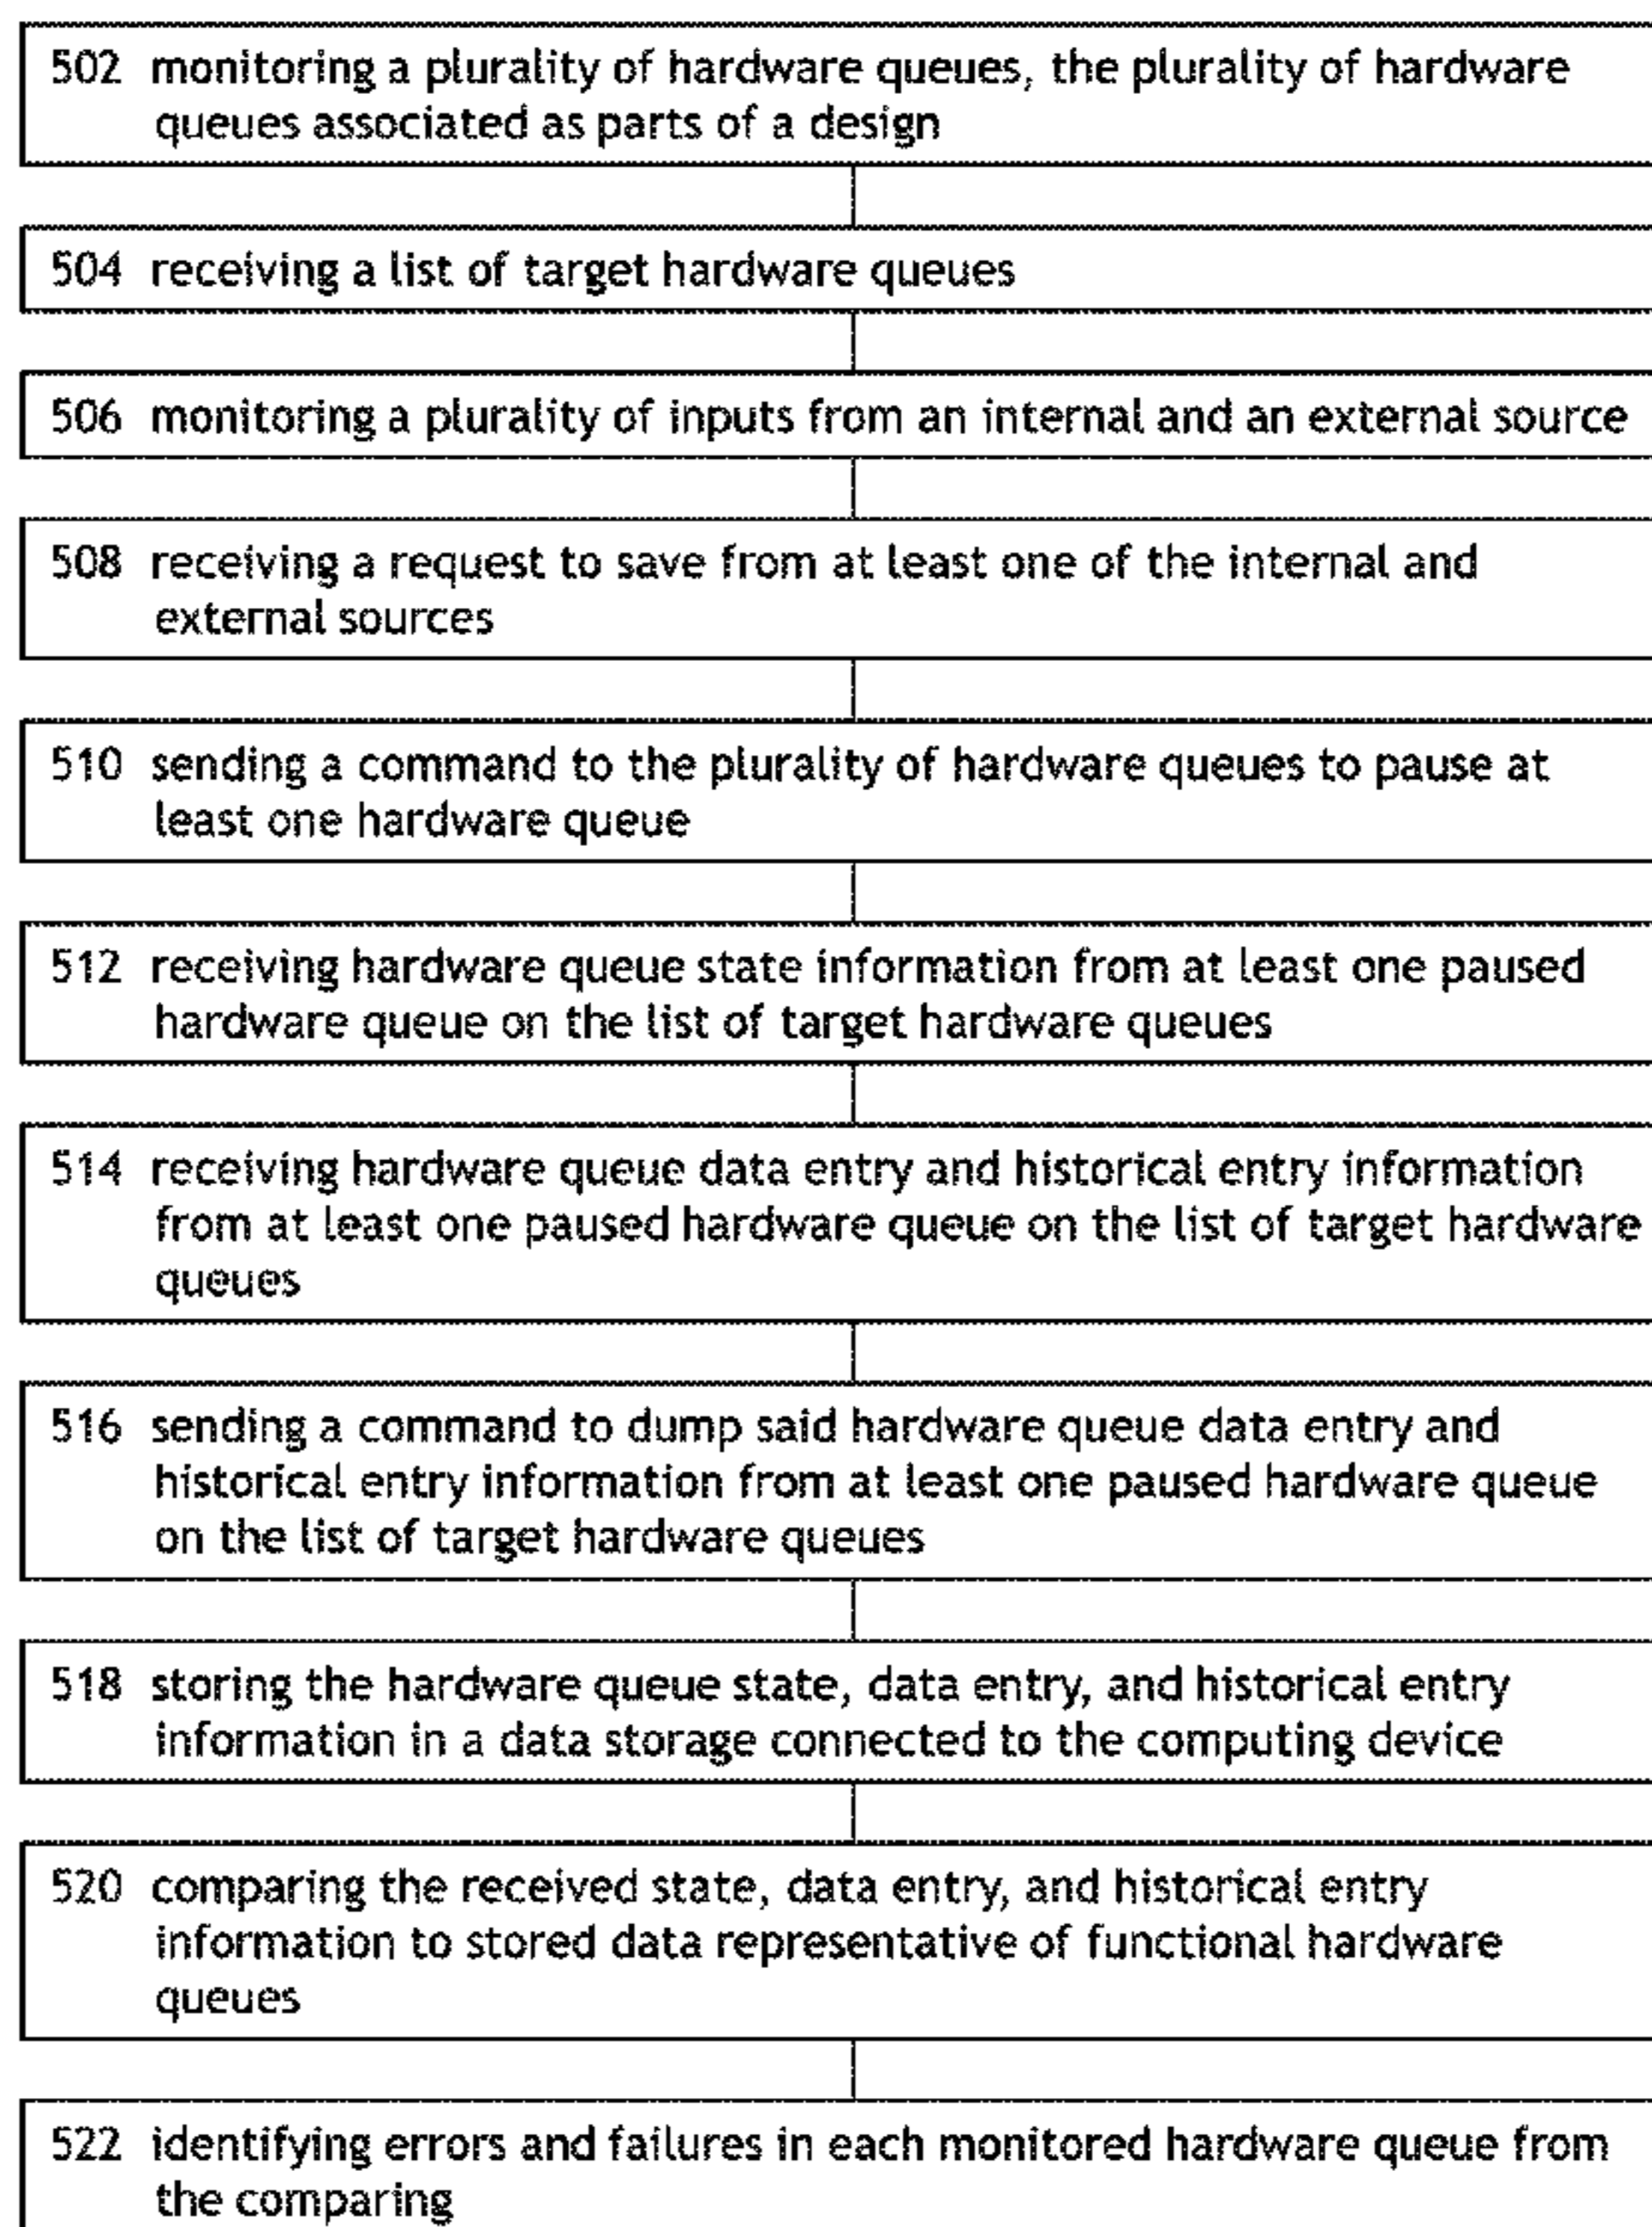 502 monitoring a plurality of hardware queues, the plurality of hardware
queues associated as parts of a design
504 receiving a list of target hardware queues
506 monitoring a plurality of inputs from an internal and an external source
508 receiving a request to save from at least one of the internal and
external sources
510 sending a command to the plurality of hardware queues to pause at
least one hardware queue
512 receiving hardware queue state information from at least one paused
hardware queue on the list of target hardware queues
514 receiving hardware queue data entry and historical entry information
from at least one paused hardware queue on the list of target hardware
queues
516 sending a command to dump said hardware queue data entry and
historical entry information from at least one paused hardware queue
on the list of target hardware queues
518 storing the hardware queue state, data entry, and historical entry
information in a data storage connected to the computing device
520 comparing the received state, data entry, and historical entry
information to stored data representative of functional hardware
queues
522 identifying errors and failures in each monitored hardware queue from
the comparing